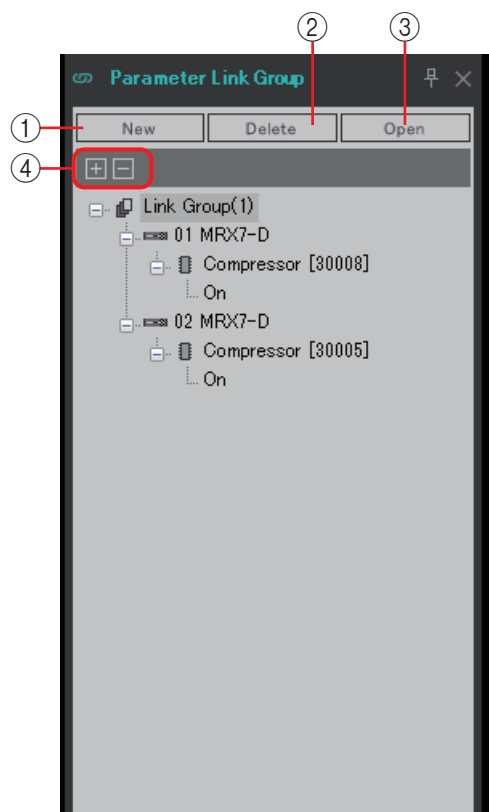 ② ③
Parameter Link Group
① New Delete Open
④
Link Group(1)
01 MRX7-D
Compressor [30008]
On
02 MRX7-D
Compressor [30005]
On